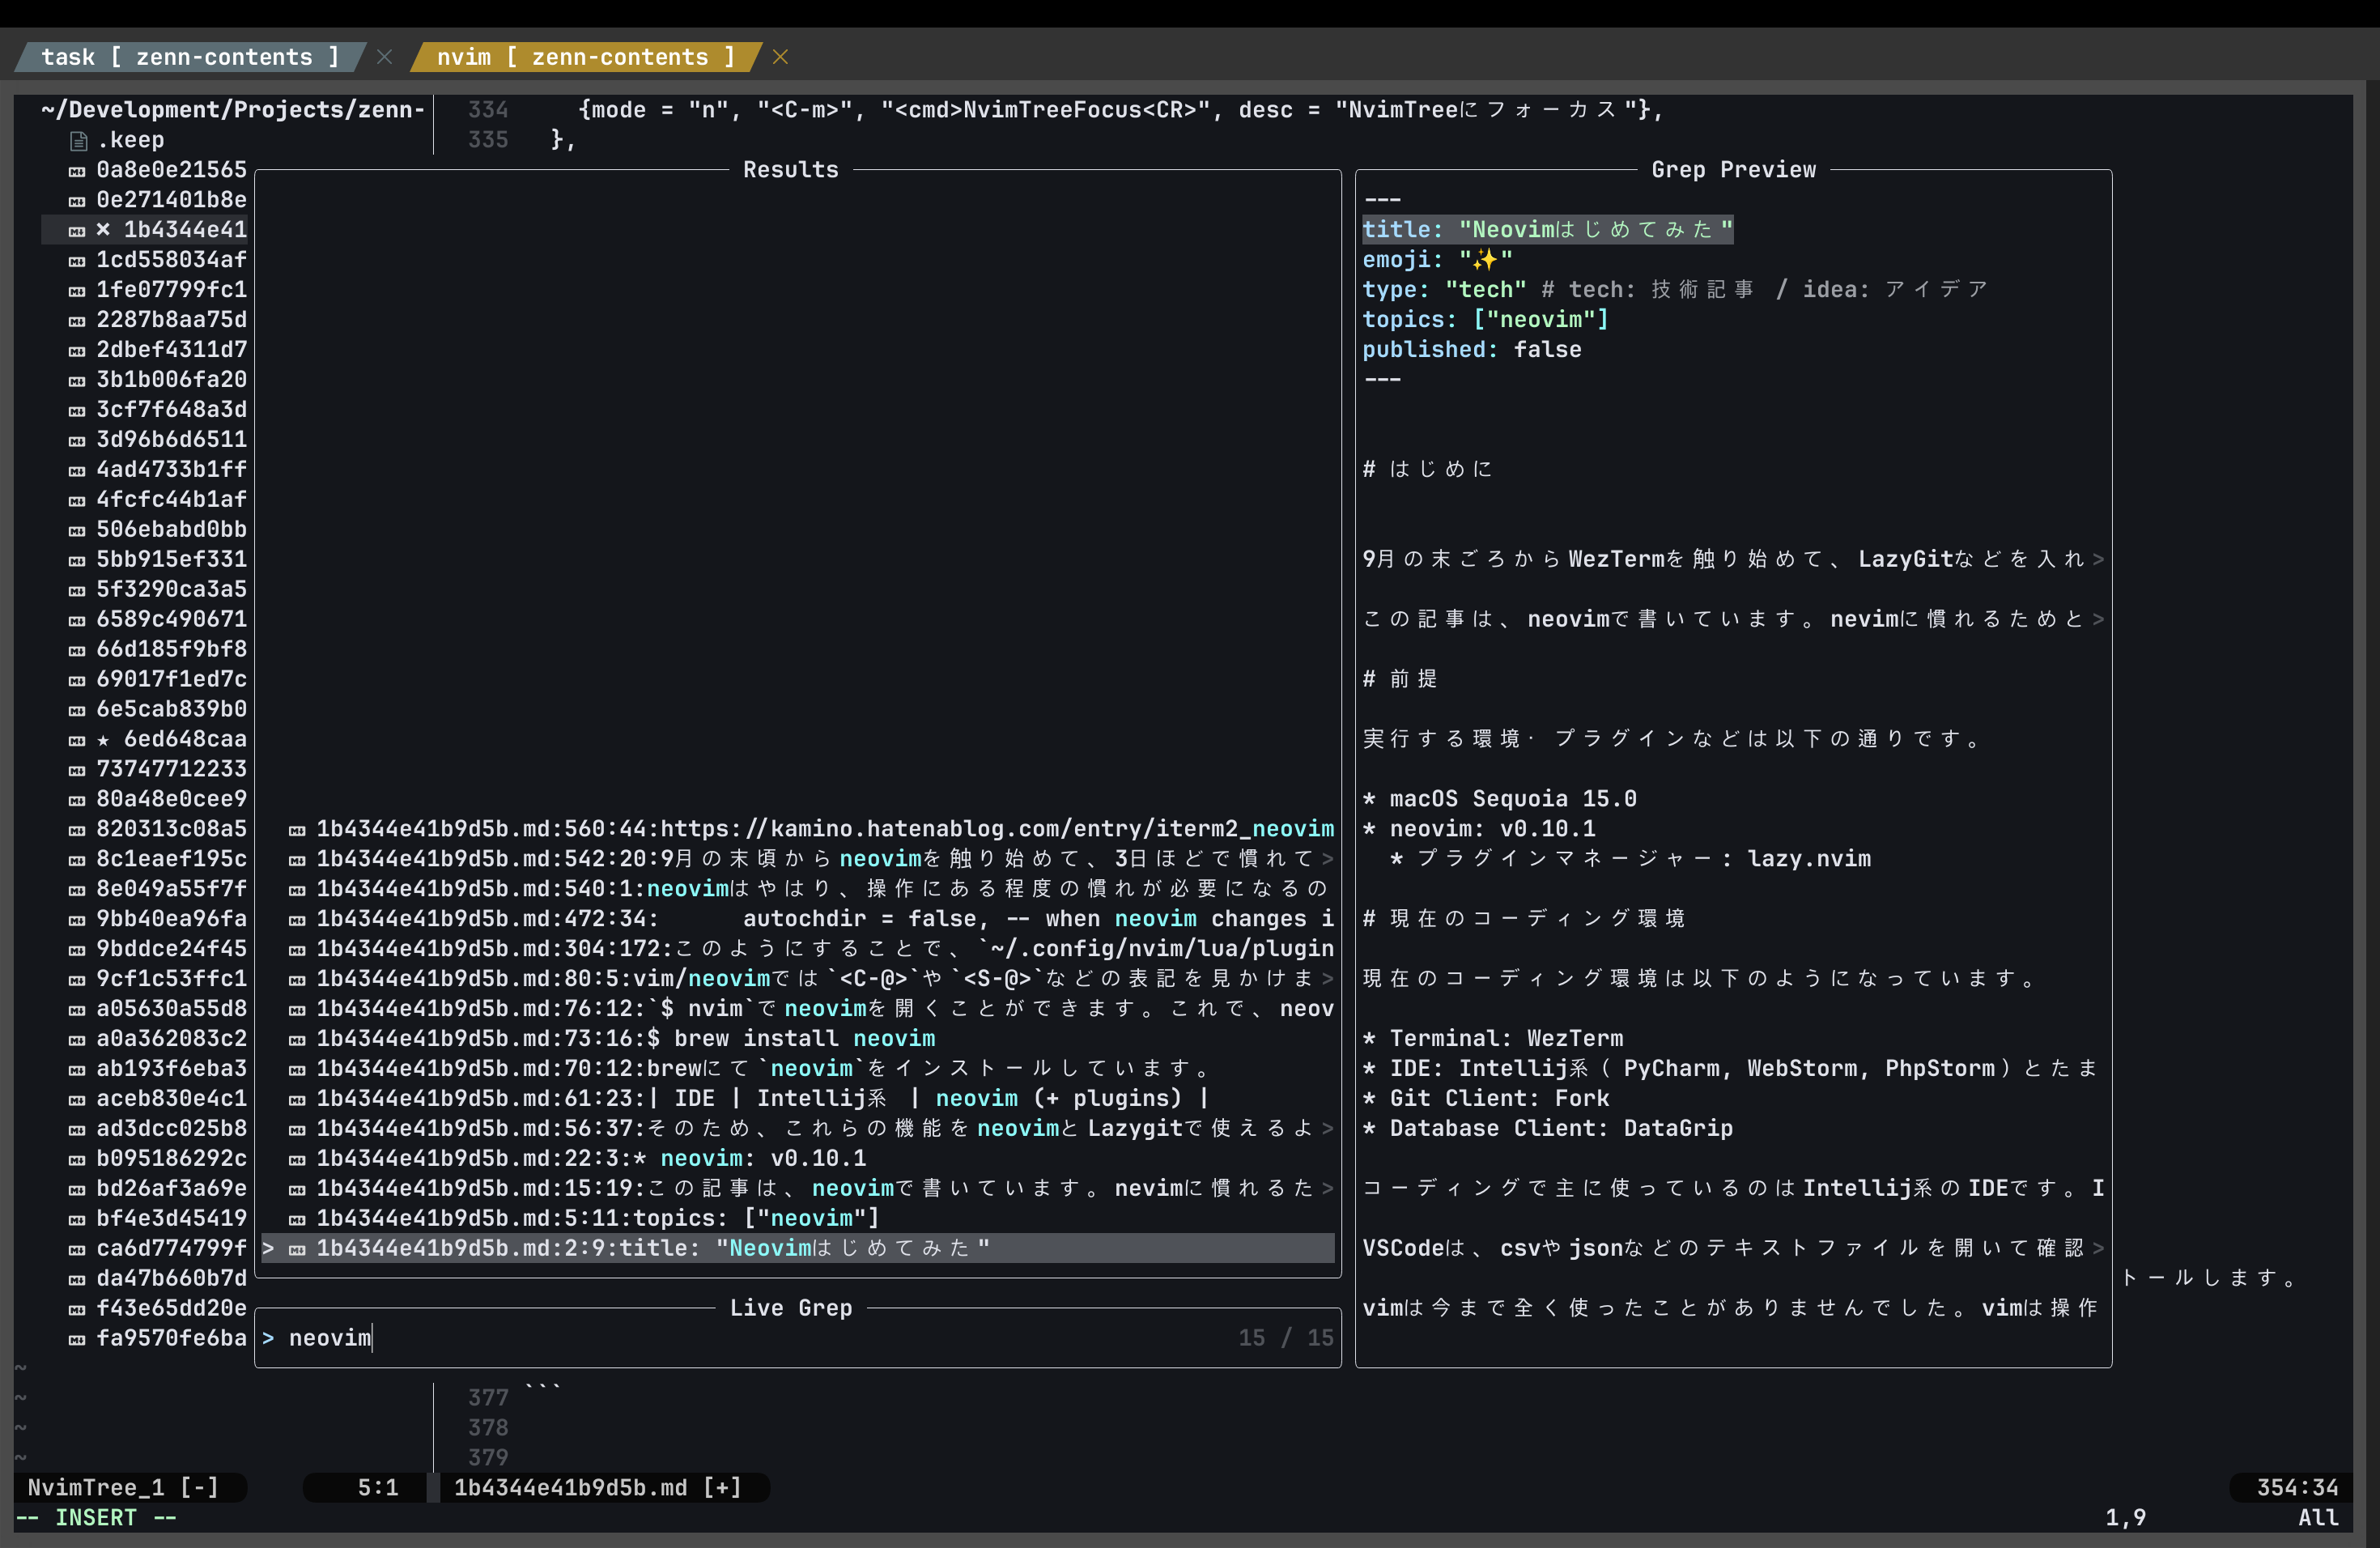 task [ zenn-contents ]
nvim [ zenn-contents ]
~/Development/Projects/zenn-
.keep
0a8e0e21565
0e271401b8e
1b4344e41
1cd558034af
1fe07799fc1
2287b8aa75d
2dbef4311d7
3b1b006fa20
3cf7f648a3d
3d96b6d6511
4ad4733b1ff
4fcfc44b1af
506ebabd0bb
5bb915ef331
5f3290ca3a5
6589c490671
66d185f9bf8
69017f1ed7c
6e5cab839b0
★ 6ed648caa
73747712233
80a48e0cee9
820313c08a5
8c1eaef195c
8e049a55f7f
9bb40ea96fa
9bddce24f45
9cf1c53ffc1
a05630a55d8
a0a362083c2
ab193f6eba3
aceb830e4c1
ad3dcc025b8
b095186292c
bd26af3a69e
bf4e3d45419
ca6d774799f
da47b660b7d
f43e65dd20e
fa9570fe6ba
~
~
~
~
334 {mode = "n", "<C-m>", "<cmd>NvimTreeFocus<CR>", desc = "NvimTreeにフォーカス"},
335 },
Results
1b4344e41b9d5b.md:560:44:https://kamino.hatenablog.com/entry/iterm2_neovim
1b4344e41b9d5b.md:542:20:9月の末頃からneovimを触り始めて、3日ほどで慣れて>
1b4344e41b9d5b.md:540:1:neovimはやはり、操作にある程度の慣れが必要になるの
1b4344e41b9d5b.md:472:34: autochdir = false, -- when neovim changes i
1b4344e41b9d5b.md:304:172:このようにすることで、`~/.config/nvim/lua/plugin
1b4344e41b9d5b.md:80:5:vim/neovimでは`<C-@>`や`<S-@>`などの表記を見かけま>
1b4344e41b9d5b.md:76:12:`$ nvim`でneovimを開くことができます。これで、neov
1b4344e41b9d5b.md:73:16:$ brew install neovim
1b4344e41b9d5b.md:70:12:brewにて`neovim`をインストールしています。
1b4344e41b9d5b.md:61:23:| IDE | Intellij系 | neovim (+ plugins) |
1b4344e41b9d5b.md:56:37:そのため、これらの機能をneovimとLazygitで使えるよ>
1b4344e41b9d5b.md:22:3:* neovim: v0.10.1
1b4344e41b9d5b.md:15:19:この記事は、neovimで書いています。nevimに慣れるた>
1b4344e41b9d5b.md:5:11:topics: ["neovim"]
> 1b4344e41b9d5b.md:2:9:title: "Neovimはじめてみた"
Live Grep
> neovim 15 / 15
Grep Preview
---
title: "Neovimはじめてみた"
emoji: "✨"
type: "tech" # tech: 技術記事 / idea: アイデア
topics: ["neovim"]
published: false
---
# はじめに
9月の末ごろからWezTermを触り始めて、LazyGitなどを入れ>
この記事は、neovimで書いています。nevimに慣れるためと>
# 前提
実行する環境・プラグインなどは以下の通りです。
* macOS Sequoia 15.0
* neovim: v0.10.1
* プラグインマネージャー: lazy.nvim
# 現在のコーディング環境
現在のコーディング環境は以下のようになっています。
* Terminal: WezTerm
* IDE: Intellij系（PyCharm, WebStorm, PhpStorm）とたま
* Git Client: Fork
* Database Client: DataGrip
コーディングで主に使っているのはIntellij系のIDEです。I
VSCodeは、csvやjsonなどのテキストファイルを開いて確認>
vimは今まで全く使ったことがありませんでした。vimは操作
トールします。
377 ```
378
379
NvimTree_1 [-] 5:1 1b4344e41b9d5b.md [+] 354:34
-- INSERT -- 1,9 All